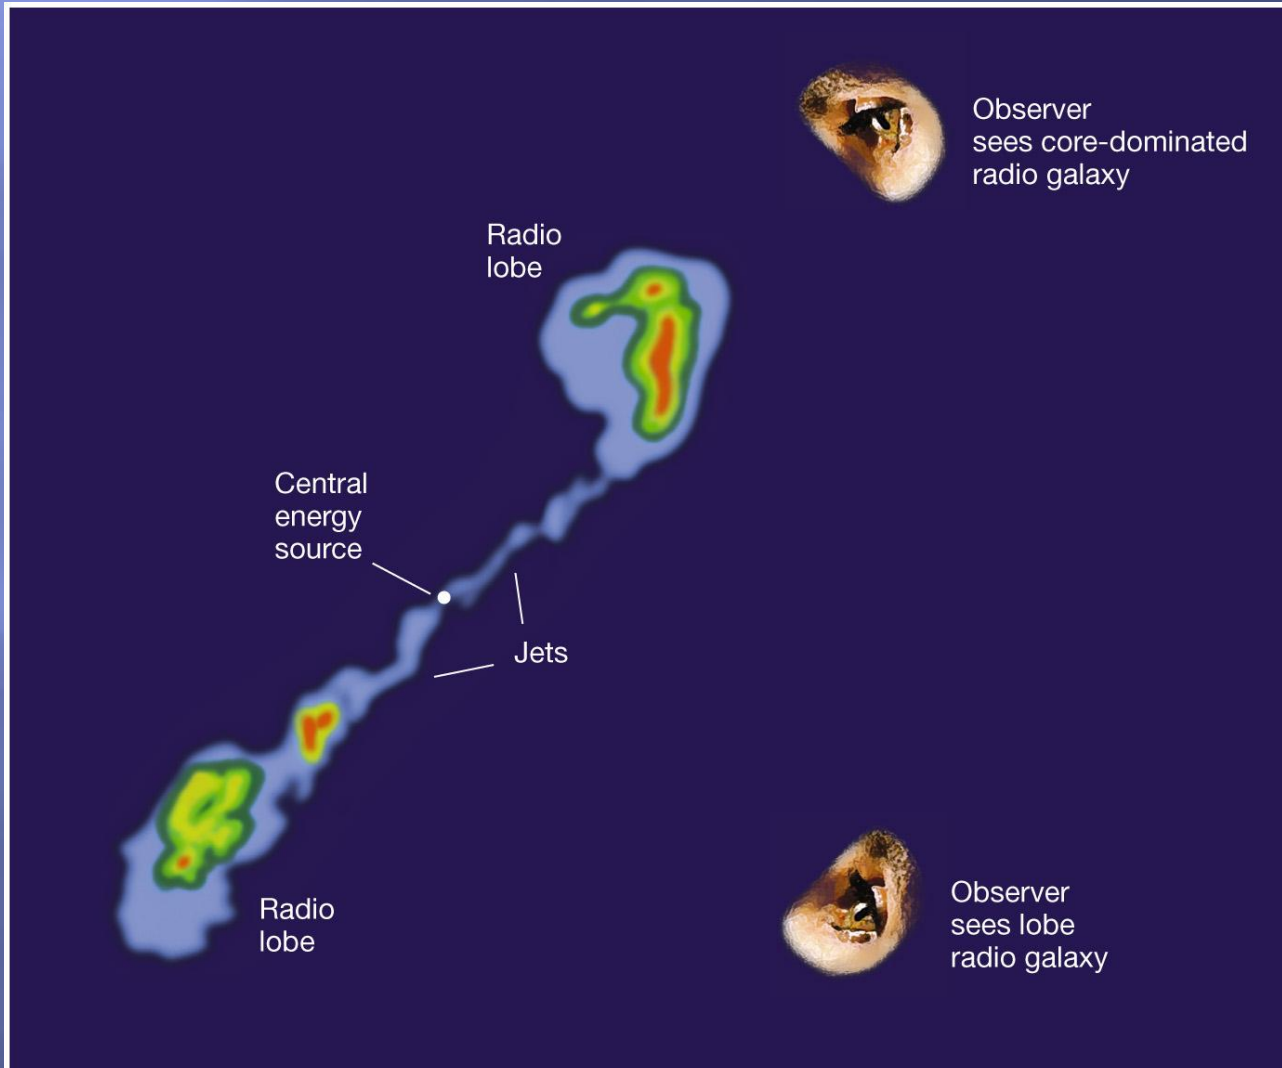 Observer
sees core-dominated
radio galaxy
Radio
lobe
Central
energy
source
Jets
Radio
lobe
Observer
sees lobe
radio galaxy